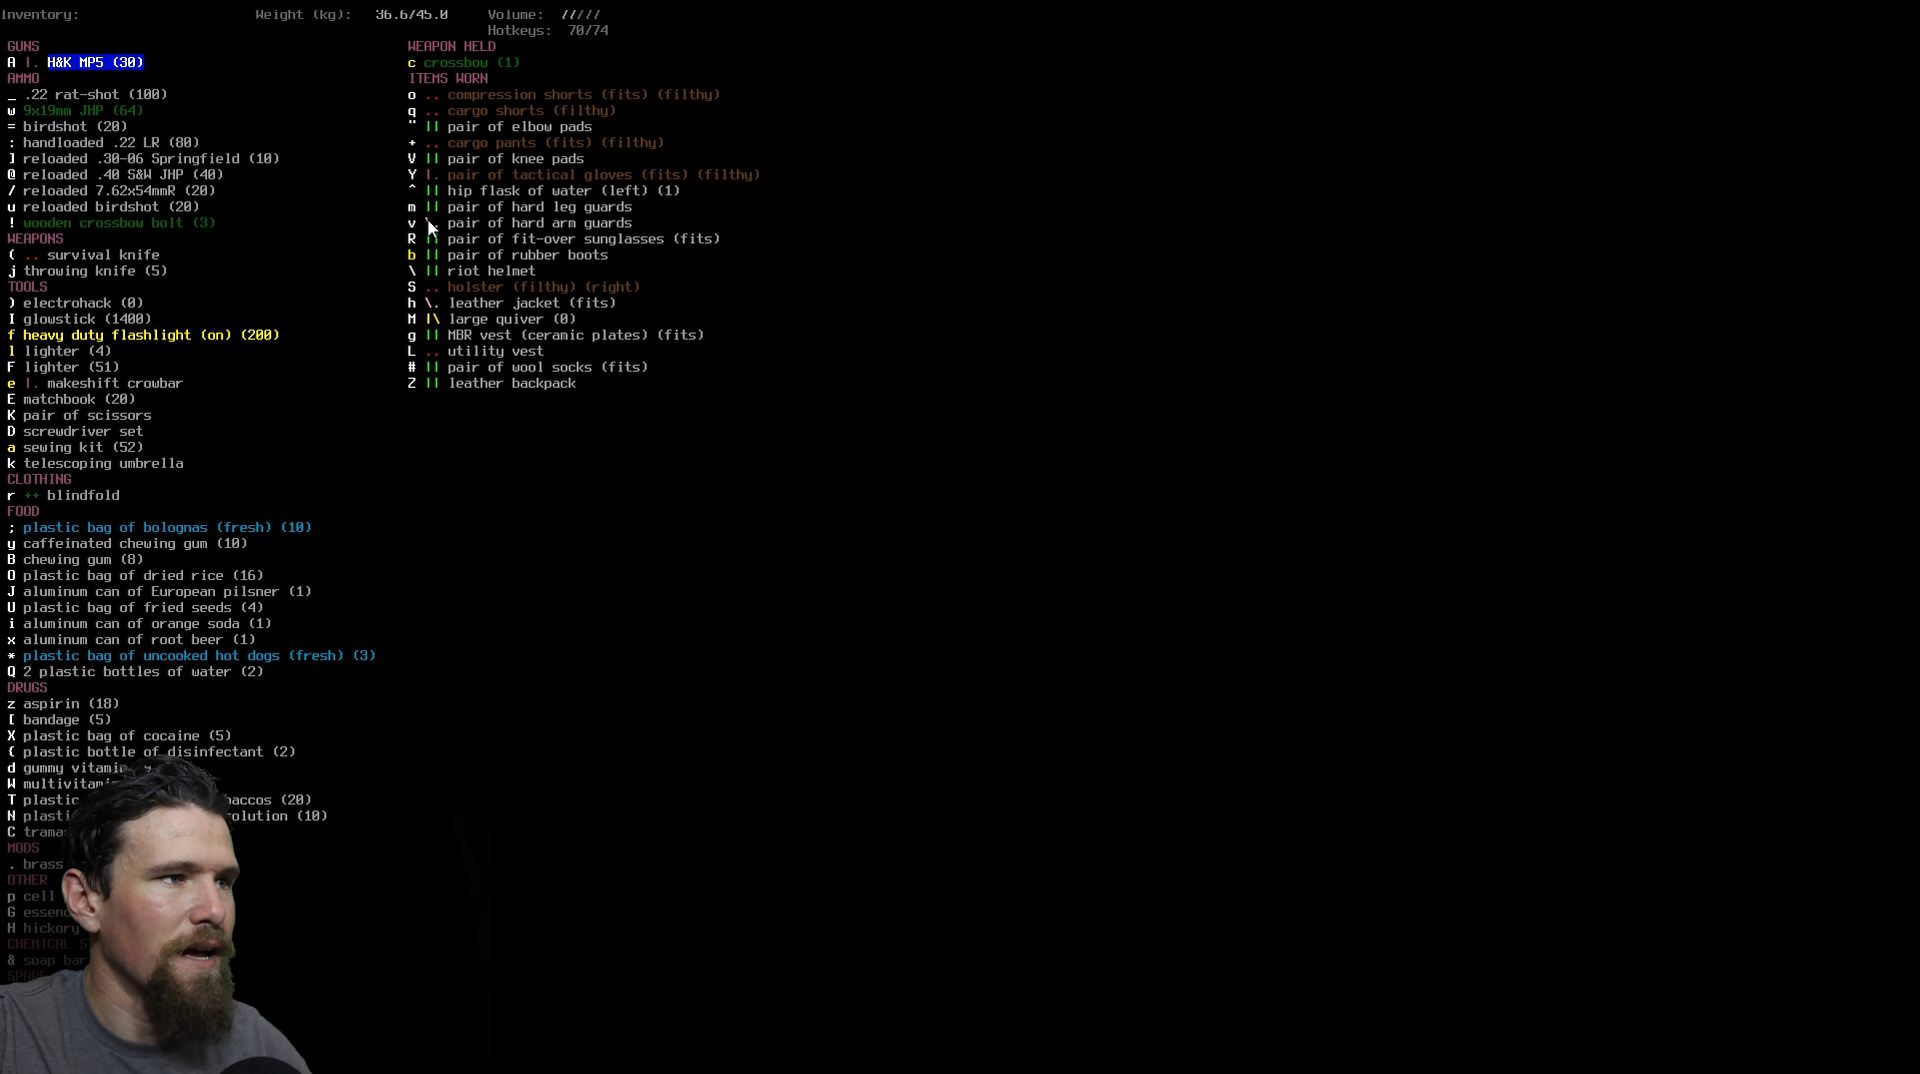 Inventory: Weight (kg): 36.6/45.0 Volume: 77/77
Hotkeys: 70/74
GUNS
A |. H&K MP5 (30)
AMMO
_ .22 rat-shot (100)
w 9x19mm JHP (64)
= birdshot (20)
: handloaded .22 LR (80)
] reloaded .30-06 Springfield (10)
@ reloaded .40 S&W JHP (40)
/ reloaded 7.62x54mmR (20)
u reloaded birdshot (20)
! wooden crossbow bolt (3)
WEAPONS
( .. survival knife
j throwing knife (5)
TOOLS
) electrohack (0)
I glowstick (1400)
f heavy duty flashlight (on) (200)
l lighter (4)
F lighter (51)
e |. makeshift crowbar
E matchbook (20)
K pair of scissors
D screwdriver set
a sewing kit (52)
k telescoping umbrella
CLOTHING
r ++ blindfold
FOOD
; plastic bag of bolognas (fresh) (10)
y caffeinated chewing gum (10)
B chewing gum (8)
O plastic bag of dried rice (16)
J aluminum can of European pilsner (1)
U plastic bag of fried seeds (4)
i aluminum can of orange soda (1)
x aluminum can of root beer (1)
* plastic bag of uncooked hot dogs (fresh) (3)
Q 2 plastic bottles of water (2)
DRUGS
z aspirin (18)
[ bandage (5)
X plastic bag of cocaine (5)
{ plastic bottle of disinfectant (2)
d gummy
W
T plastic (20)
N (10)
C
MODS
. brass
OTHER
p cell
G
H hickory
CHEMICAL
& soap bar
WEAPON HELD
c crossbow (1)
ITEMS WORN
o .. compression shorts (fits) (filthy)
q .. cargo shorts (filthy)
" || pair of elbow pads
+ .. cargo pants (fits) (filthy)
V || pair of knee pads
Y |. pair of tactical gloves (fits) (filthy)
^ || hip flask of water (left) (1)
m || pair of hard leg guards
v \. pair of hard arm guards
R || pair of fit-over sunglasses (fits)
b || pair of rubber boots
\ || riot helmet
S .. holster (filthy) (right)
h \. leather jacket (fits)
M |\ large quiver (0)
g || MBR vest (ceramic plates) (fits)
L .. utility vest
# || pair of wool socks (fits)
Z || leather backpack